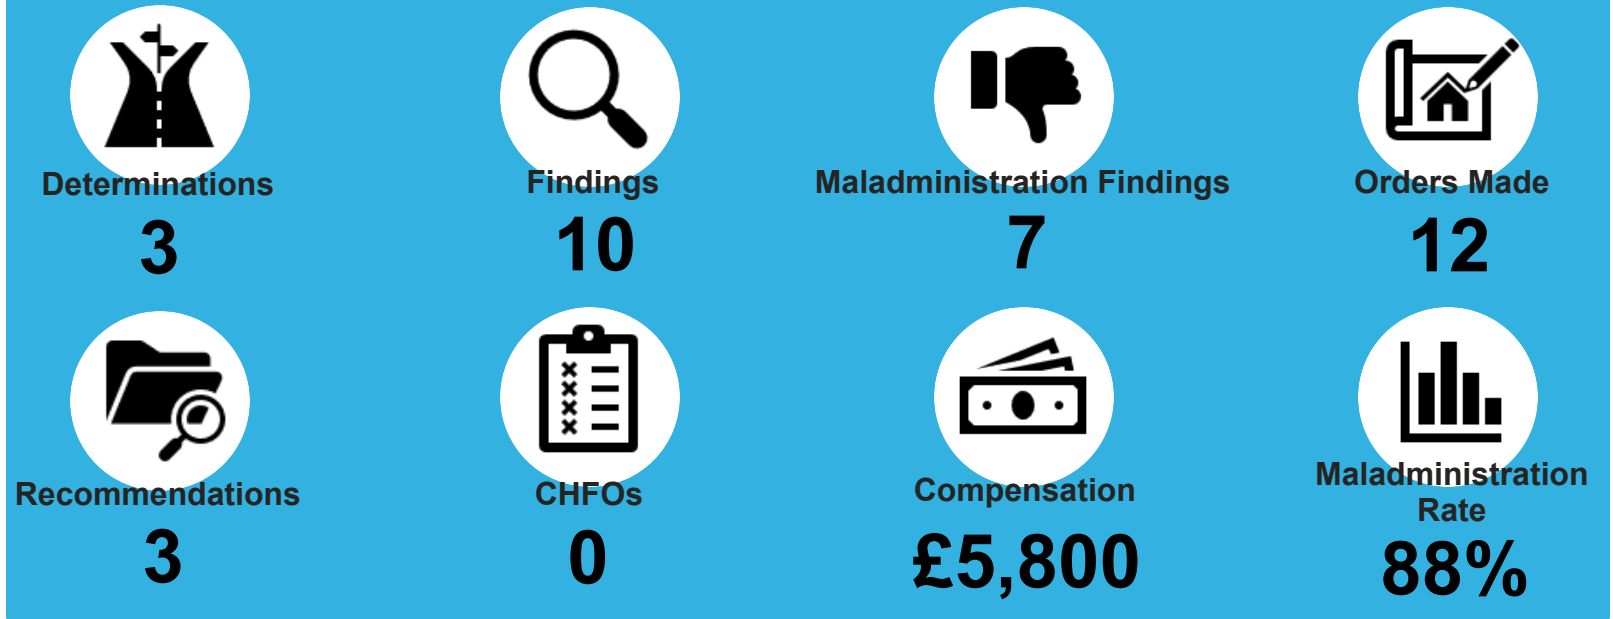 Determinations
3
Findings
10
Maladministration Findings
7
Orders Made
12
Recommendations
3
CHFOs
0
Compensation
£5,800
Maladministration
Rate
88%